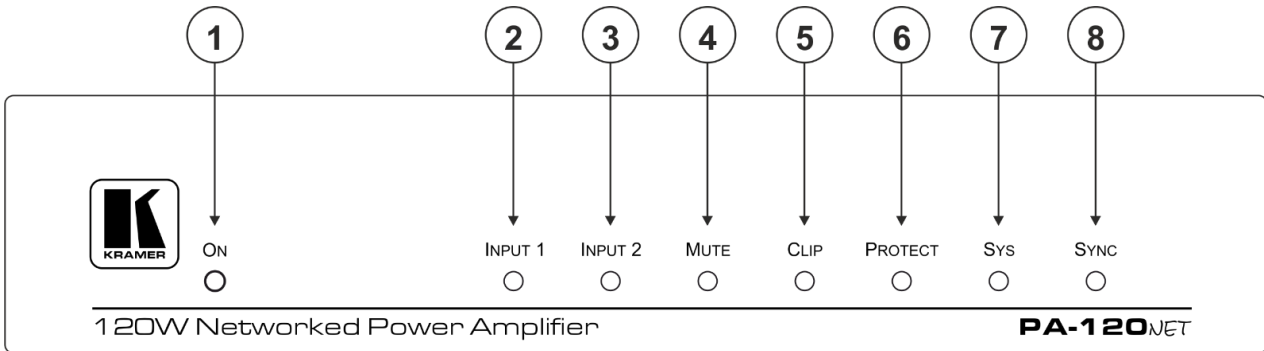 1 2 3 4 5 6 7 8
KRAMER
ON INPUT 1 INPUT 2 MUTE CLIP PROTECT SYS SYNC
120W Networked Power Amplifier PA-120NET